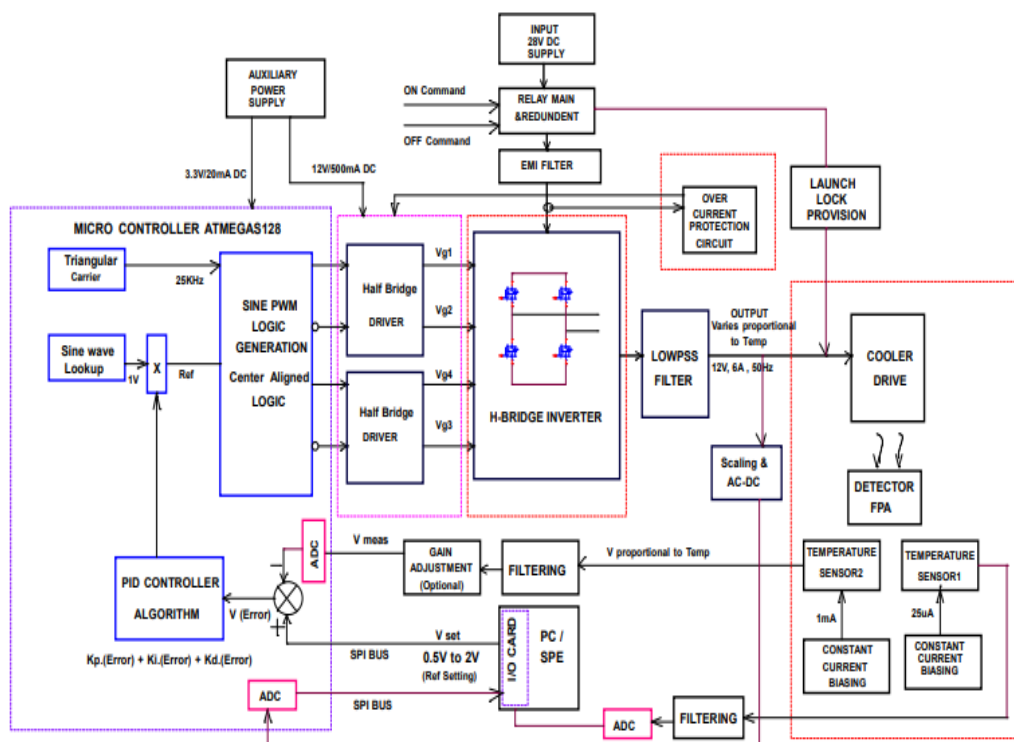 INPUT
28V DC
SUPPLY
AUXILIARY
POWER
SUPPLY
ON Command
RELAY MAIN
&REDUNDENT
OFF Command
EMI FILTER
3.3V/20mA DC
12V/500mA DC
OVER
CURRENT
PROTECTION
CIRCUIT
LAUNCH
LOCK
PROVISION
MICRO CONTROLLER ATMEGAS128
Triangular
Carrier
25KHz
SINE PWM
LOGIC
GENERATION
Center Aligned
LOGIC
Sine wave
Lookup
1V
X
Ref
Half Bridge
DRIVER
Vg1
Vg2
Half Bridge
DRIVER
Vg4
Vg3
H-BRIDGE INVERTER
LOWPSS
FILTER
OUTPUT
Varies proportional
to Temp
12V, 6A , 50Hz
COOLER
DRIVE
Scaling &
AC-DC
DETECTOR
FPA
PID CONTROLLER
ALGORITHM
V (Error)
Kp.(Error) + Ki.(Error) + Kd.(Error)
ADC
V meas
GAIN
ADJUSTMENT
(Optional)
FILTERING
V proportional to Temp
TEMPERATURE
SENSOR2
TEMPERATURE
SENSOR1
1mA
25uA
CONSTANT
CURRENT
BIASING
CONSTANT
CURRENT
BIASING
V set
SPI BUS
0.5V to 2V
(Ref Setting)
I/O CARD
PC /
SPE
ADC
SPI BUS
ADC
FILTERING